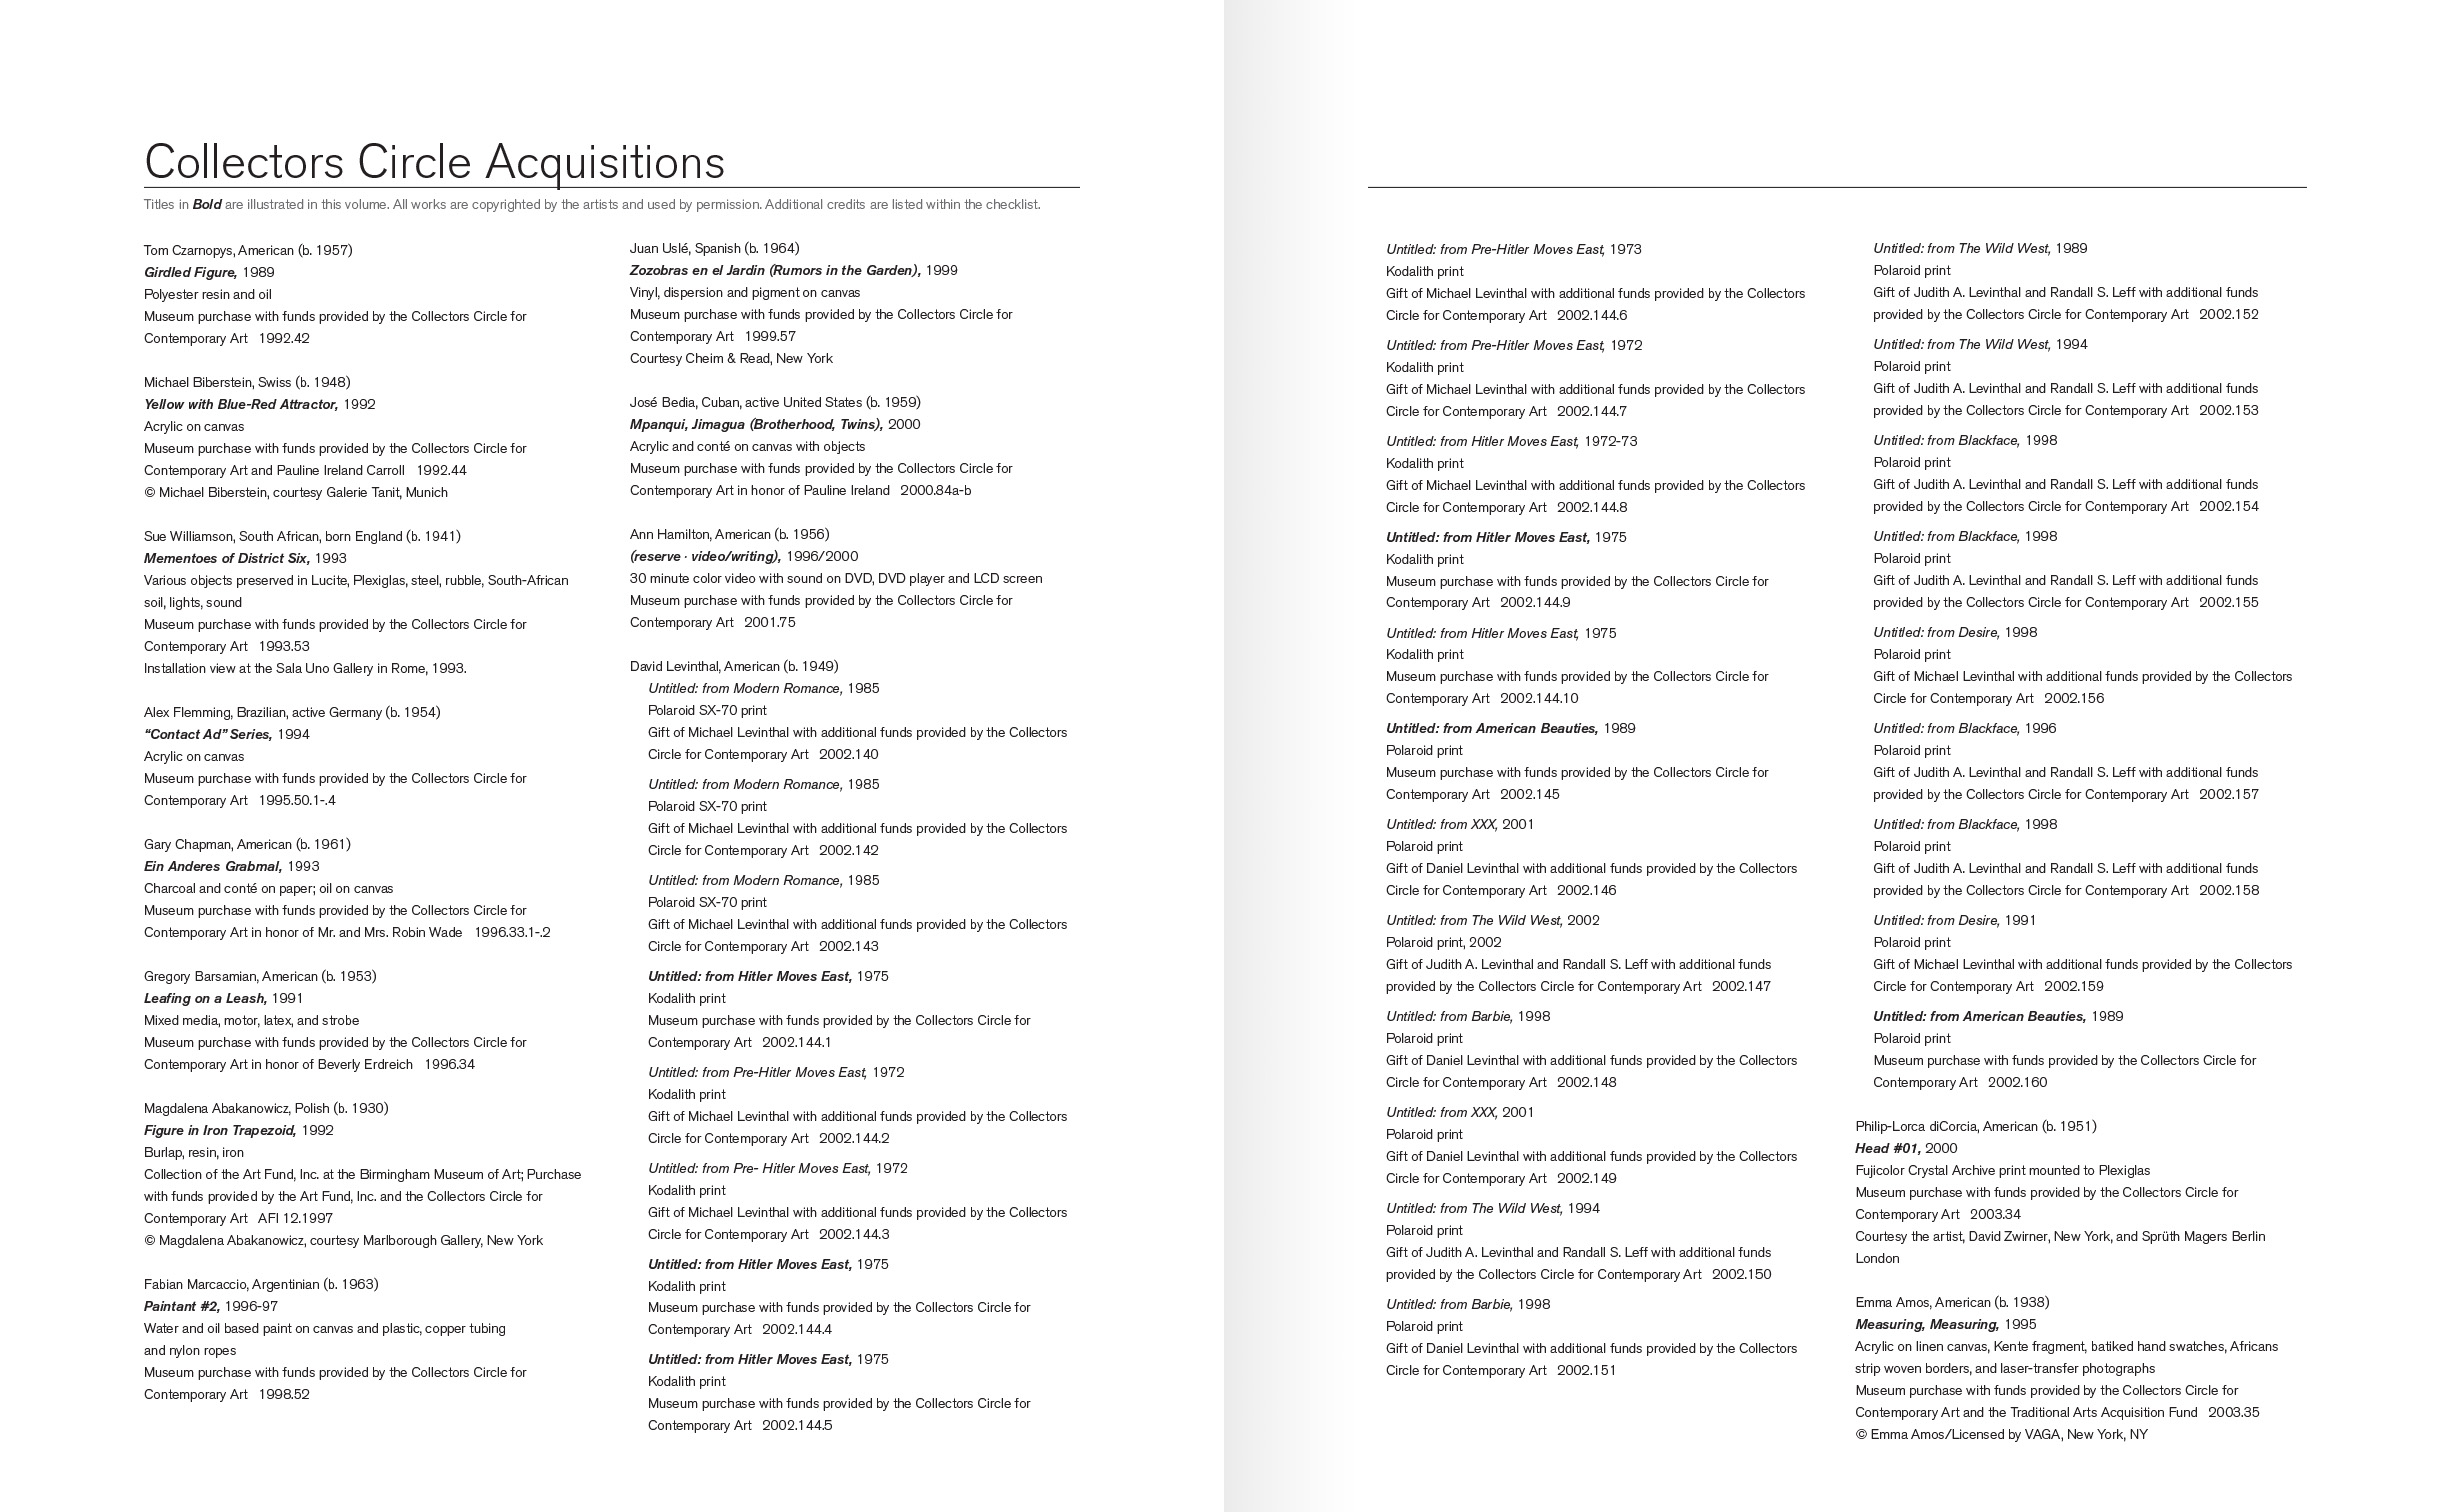 Collectors Circle Acquisitions
Titles in Bold are illustrated in this volume. All works are copyrighted by the artists and used by permission. Additional credits are listed within the checklist.
Tom Czarnopys, American (b. 1957)
Girdled Figure, 1989
Polyester resin and oil
Museum purchase with funds provided by the Collectors Circle for
Contemporary Art 1992.42
Michael Biberstein, Swiss (b. 1948)
Yellow with Blue-Red Attractor, 1992
Acrylic on canvas
Museum purchase with funds provided by the Collectors Circle for
Contemporary Art and Pauline Ireland Carroll 1992.44
© Michael Biberstein, courtesy Galerie Tanit, Munich
Sue Williamson, South African, born England (b. 1941)
Mementoes of District Six, 1993
Various objects preserved in Lucite, Plexiglas, steel, rubble, South-African
soil, lights, sound
Museum purchase with funds provided by the Collectors Circle for
Contemporary Art 1993.53
Installation view at the Sala Uno Gallery in Rome, 1993.
Alex Flemming, Brazilian, active Germany (b. 1954)
“Contact Ad” Series, 1994
Acrylic on canvas
Museum purchase with funds provided by the Collectors Circle for
Contemporary Art 1995.50.1-.4
Gary Chapman, American (b. 1961)
Ein Anderes Grabmal, 1993
Charcoal and conté on paper; oil on canvas
Museum purchase with funds provided by the Collectors Circle for
Contemporary Art in honor of Mr. and Mrs. Robin Wade 1996.33.1-.2
Gregory Barsamian, American (b. 1953)
Leafing on a Leash, 1991
Mixed media, motor, latex, and strobe
Museum purchase with funds provided by the Collectors Circle for
Contemporary Art in honor of Beverly Erdreich 1996.34
Magdalena Abakanowicz, Polish (b. 1930)
Figure in Iron Trapezoid, 1992
Burlap, resin, iron
Collection of the Art Fund, Inc. at the Birmingham Museum of Art; Purchase
with funds provided by the Art Fund, Inc. and the Collectors Circle for
Contemporary Art AFI 12.1997
© Magdalena Abakanowicz, courtesy Marlborough Gallery, New York
Fabian Marcaccio, Argentinian (b. 1963)
Paintant #2, 1996-97
Water and oil based paint on canvas and plastic, copper tubing
and nylon ropes
Museum purchase with funds provided by the Collectors Circle for
Contemporary Art 1998.52
Juan Uslé, Spanish (b. 1964)
Zozobras en el Jardin (Rumors in the Garden), 1999
Vinyl, dispersion and pigment on canvas
Museum purchase with funds provided by the Collectors Circle for
Contemporary Art 1999.57
Courtesy Cheim & Read, New York
José Bedia, Cuban, active United States (b. 1959)
Mpanqui, Jimagua (Brotherhood, Twins), 2000
Acrylic and conté on canvas with objects
Museum purchase with funds provided by the Collectors Circle for
Contemporary Art in honor of Pauline Ireland 2000.84a-b
Ann Hamilton, American (b. 1956)
(reserve · video/writing), 1996/2000
30 minute color video with sound on DVD, DVD player and LCD screen
Museum purchase with funds provided by the Collectors Circle for
Contemporary Art 2001.75
David Levinthal, American (b. 1949)
Untitled: from Modern Romance, 1985
Polaroid SX-70 print
Gift of Michael Levinthal with additional funds provided by the Collectors
Circle for Contemporary Art 2002.140
Untitled: from Modern Romance, 1985
Polaroid SX-70 print
Gift of Michael Levinthal with additional funds provided by the Collectors
Circle for Contemporary Art 2002.142
Untitled: from Modern Romance, 1985
Polaroid SX-70 print
Gift of Michael Levinthal with additional funds provided by the Collectors
Circle for Contemporary Art 2002.143
Untitled: from Hitler Moves East, 1975
Kodalith print
Museum purchase with funds provided by the Collectors Circle for
Contemporary Art 2002.144.1
Untitled: from Pre-Hitler Moves East, 1972
Kodalith print
Gift of Michael Levinthal with additional funds provided by the Collectors
Circle for Contemporary Art 2002.144.2
Untitled: from Pre- Hitler Moves East, 1972
Kodalith print
Gift of Michael Levinthal with additional funds provided by the Collectors
Circle for Contemporary Art 2002.144.3
Untitled: from Hitler Moves East, 1975
Kodalith print
Museum purchase with funds provided by the Collectors Circle for
Contemporary Art 2002.144.4
Untitled: from Hitler Moves East, 1975
Kodalith print
Museum purchase with funds provided by the Collectors Circle for
Contemporary Art 2002.144.5
Untitled: from Pre-Hitler Moves East, 1973
Kodalith print
Gift of Michael Levinthal with additional funds provided by the Collectors
Circle for Contemporary Art 2002.144.6
Untitled: from Pre-Hitler Moves East, 1972
Kodalith print
Gift of Michael Levinthal with additional funds provided by the Collectors
Circle for Contemporary Art 2002.144.7
Untitled: from Hitler Moves East, 1972-73
Kodalith print
Gift of Michael Levinthal with additional funds provided by the Collectors
Circle for Contemporary Art 2002.144.8
Untitled: from Hitler Moves East, 1975
Kodalith print
Museum purchase with funds provided by the Collectors Circle for
Contemporary Art 2002.144.9
Untitled: from Hitler Moves East, 1975
Kodalith print
Museum purchase with funds provided by the Collectors Circle for
Contemporary Art 2002.144.10
Untitled: from American Beauties, 1989
Polaroid print
Museum purchase with funds provided by the Collectors Circle for
Contemporary Art 2002.145
Untitled: from XXX, 2001
Polaroid print
Gift of Daniel Levinthal with additional funds provided by the Collectors
Circle for Contemporary Art 2002.146
Untitled: from The Wild West, 2002
Polaroid print, 2002
Gift of Judith A. Levinthal and Randall S. Leff with additional funds
provided by the Collectors Circle for Contemporary Art 2002.147
Untitled: from Barbie, 1998
Polaroid print
Gift of Daniel Levinthal with additional funds provided by the Collectors
Circle for Contemporary Art 2002.148
Untitled: from XXX, 2001
Polaroid print
Gift of Daniel Levinthal with additional funds provided by the Collectors
Circle for Contemporary Art 2002.149
Untitled: from The Wild West, 1994
Polaroid print
Gift of Judith A. Levinthal and Randall S. Leff with additional funds
provided by the Collectors Circle for Contemporary Art 2002.150
Untitled: from Barbie, 1998
Polaroid print
Gift of Daniel Levinthal with additional funds provided by the Collectors
Circle for Contemporary Art 2002.151
Untitled: from The Wild West, 1989
Polaroid print
Gift of Judith A. Levinthal and Randall S. Leff with additional funds
provided by the Collectors Circle for Contemporary Art 2002.152
Untitled: from The Wild West, 1994
Polaroid print
Gift of Judith A. Levinthal and Randall S. Leff with additional funds
provided by the Collectors Circle for Contemporary Art 2002.153
Untitled: from Blackface, 1998
Polaroid print
Gift of Judith A. Levinthal and Randall S. Leff with additional funds
provided by the Collectors Circle for Contemporary Art 2002.154
Untitled: from Blackface, 1998
Polaroid print
Gift of Judith A. Levinthal and Randall S. Leff with additional funds
provided by the Collectors Circle for Contemporary Art 2002.155
Untitled: from Desire, 1998
Polaroid print
Gift of Michael Levinthal with additional funds provided by the Collectors
Circle for Contemporary Art 2002.156
Untitled: from Blackface, 1996
Polaroid print
Gift of Judith A. Levinthal and Randall S. Leff with additional funds
provided by the Collectors Circle for Contemporary Art 2002.157
Untitled: from Blackface, 1998
Polaroid print
Gift of Judith A. Levinthal and Randall S. Leff with additional funds
provided by the Collectors Circle for Contemporary Art 2002.158
Untitled: from Desire, 1991
Polaroid print
Gift of Michael Levinthal with additional funds provided by the Collectors
Circle for Contemporary Art 2002.159
Untitled: from American Beauties, 1989
Polaroid print
Museum purchase with funds provided by the Collectors Circle for
Contemporary Art 2002.160
Philip-Lorca diCorcia, American (b. 1951)
Head #01, 2000
Fujicolor Crystal Archive print mounted to Plexiglas
Museum purchase with funds provided by the Collectors Circle for
Contemporary Art 2003.34
Courtesy the artist, David Zwirner, New York, and Sprüth Magers Berlin
London
Emma Amos, American (b. 1938)
Measuring, Measuring, 1995
Acrylic on linen canvas, Kente fragment, batiked hand swatches, Africans
strip woven borders, and laser-transfer photographs
Museum purchase with funds provided by the Collectors Circle for
Contemporary Art and the Traditional Arts Acquisition Fund 2003.35
© Emma Amos/Licensed by VAGA, New York, NY